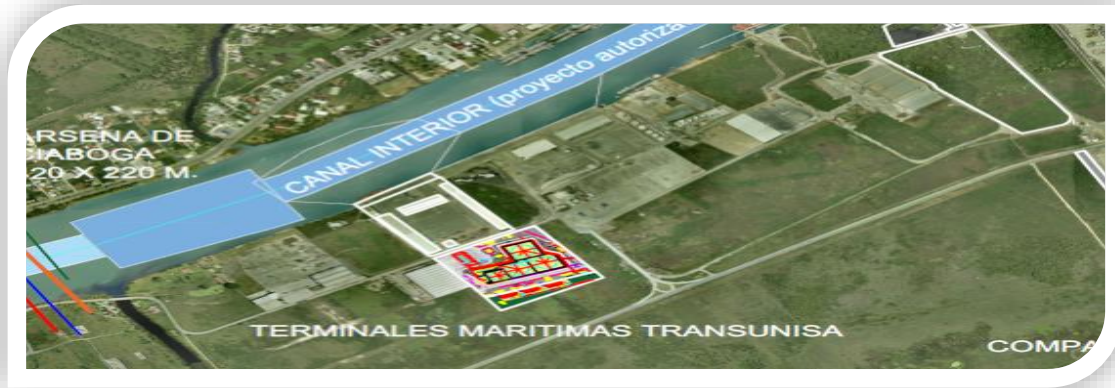 CANAL INTERIOR (proyecto autoriza
ARSENA DE
CIABOGA
20 X 220 M.
TERMINALES MARITIMAS TRANSUNISA
COMPA